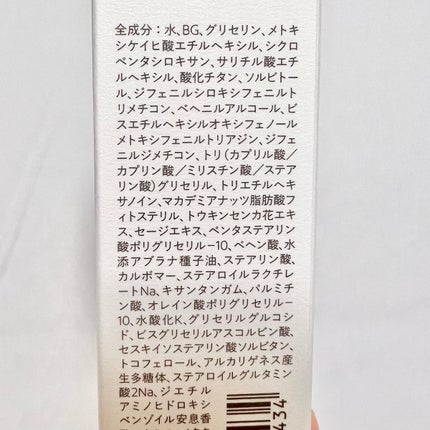 全成分：水、BG、グリセリン、メトキ
シケイヒ酸エチルヘキシル、シクロ
ペンタシロキサン、サリチル酸エチ
ルヘキシル、酸化チタン、ソルビトー
ル、ジフェニルシロキシフェニルト
リメチコン、ベヘニルアルコール、ビ
スエチルヘキシルオキシフェノール
メトキシフェニルトリアジン、ジフェ
ニルジメチコン、トリ（カプリル酸／
カプリン酸／ミリスチン酸／ステア
リン酸）グリセリル、トリエチルヘキ
サノイン、マカデミアナッツ脂肪酸フ
ィトステリル、トウキンセンカ花エキ
ス、セージエキス、ペンタステアリン
酸ポリグリセリル-10、ベヘン酸、水
添アブラナ種子油、ステアリン酸、
カルボマー、ステアロイルラクチレ
ートNa、キサンタンガム、パルミチ
ン酸、オレイン酸ポリグリセリル-
10、水酸化K、グリセリルグルコシ
ド、ビスグリセリルアスコルビン酸、
セスキイソステアリン酸ソルビタン、
トコフェロール、アルカリゲネス産
生多糖体、ステアロイルグルタミン
酸2Na、ジエチル
アミノヒドロキシ
ベンゾイル安息香
434